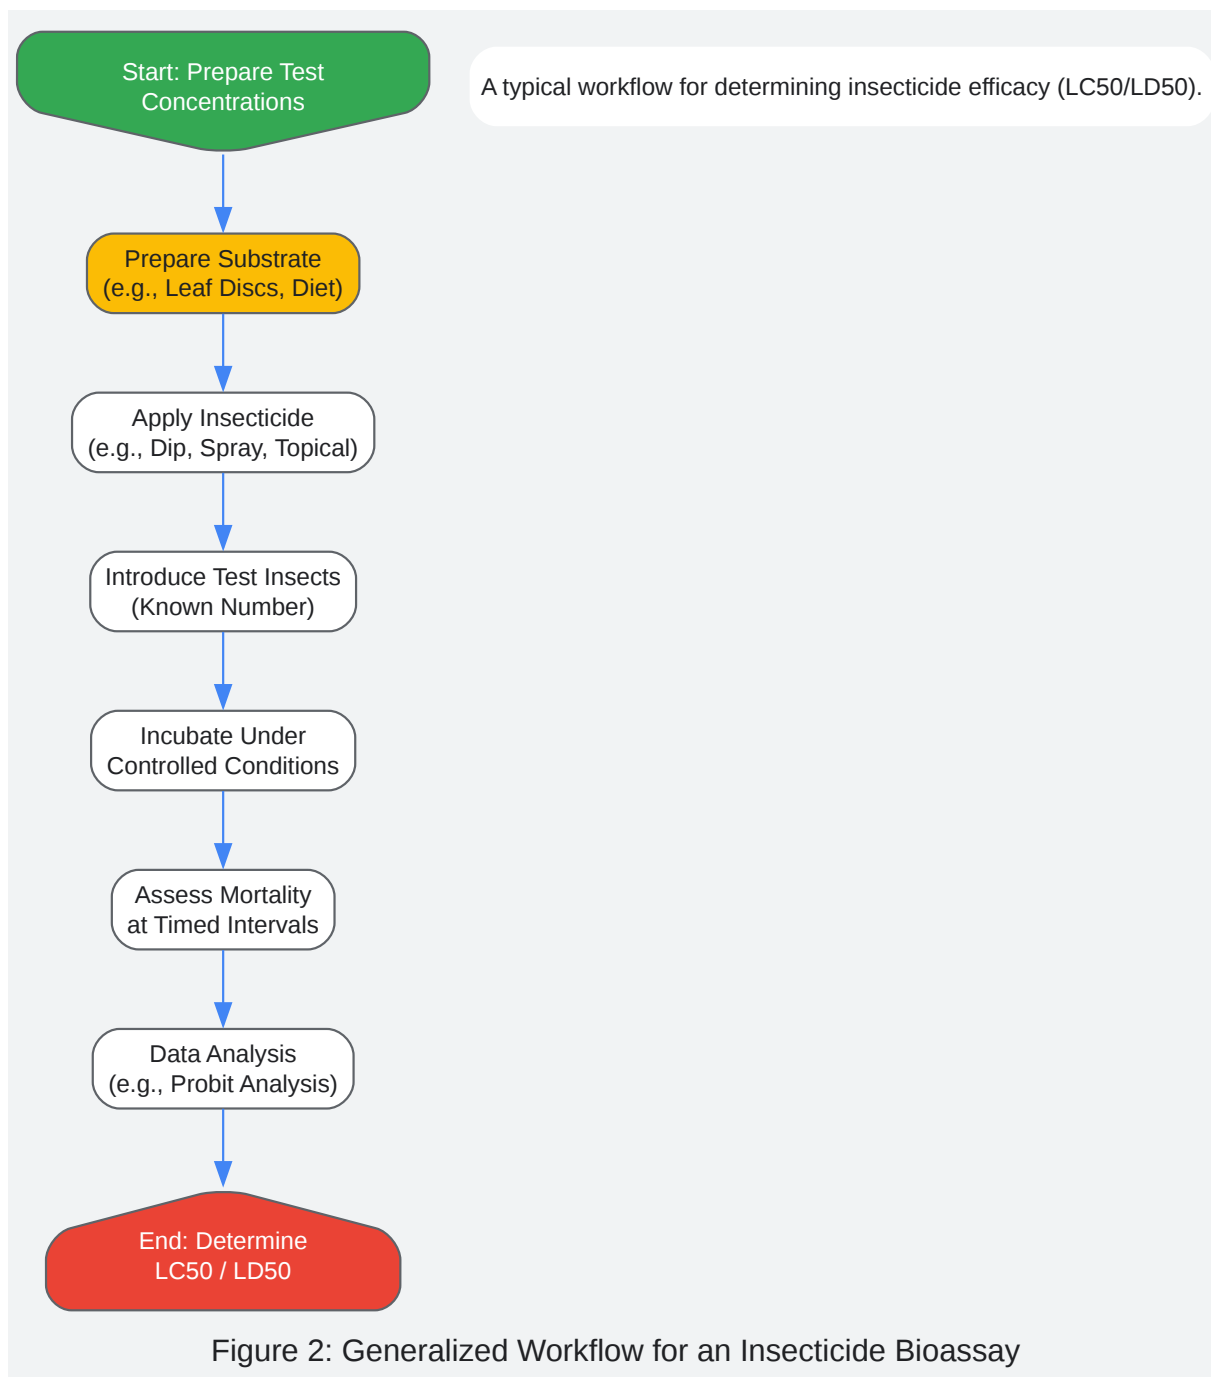 Start: Prepare Test
Concentrations
A typical workflow for determining insecticide efficacy (LC50/LD50).
Prepare Substrate
(e.g., Leaf Discs, Diet)
Apply Insecticide
(e.g., Dip, Spray, Topical)
Introduce Test Insects
(Known Number)
Incubate Under
Controlled Conditions
Assess Mortality
at Timed Intervals
Data Analysis
(e.g., Probit Analysis)
End: Determine
LC50 / LD50
Figure 2: Generalized Workflow for an Insecticide Bioassay